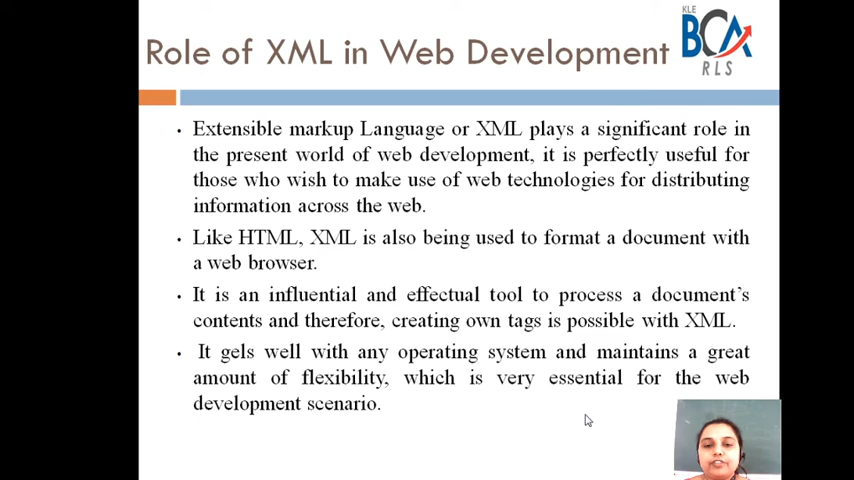 KLE
BCA
RLS
Role of XML in Web Development
• Extensible markup Language or XML plays a significant role in
the present world of web development, it is perfectly useful for
those who wish to make use of web technologies for distributing
information across the web.
• Like HTML, XML is also being used to format a document with
a web browser.
• It is an influential and effectual tool to process a document's
contents and therefore, creating own tags is possible with XML.
• It gels well with any operating system and maintains a great
amount of flexibility, which is very essential for the web
development scenario.